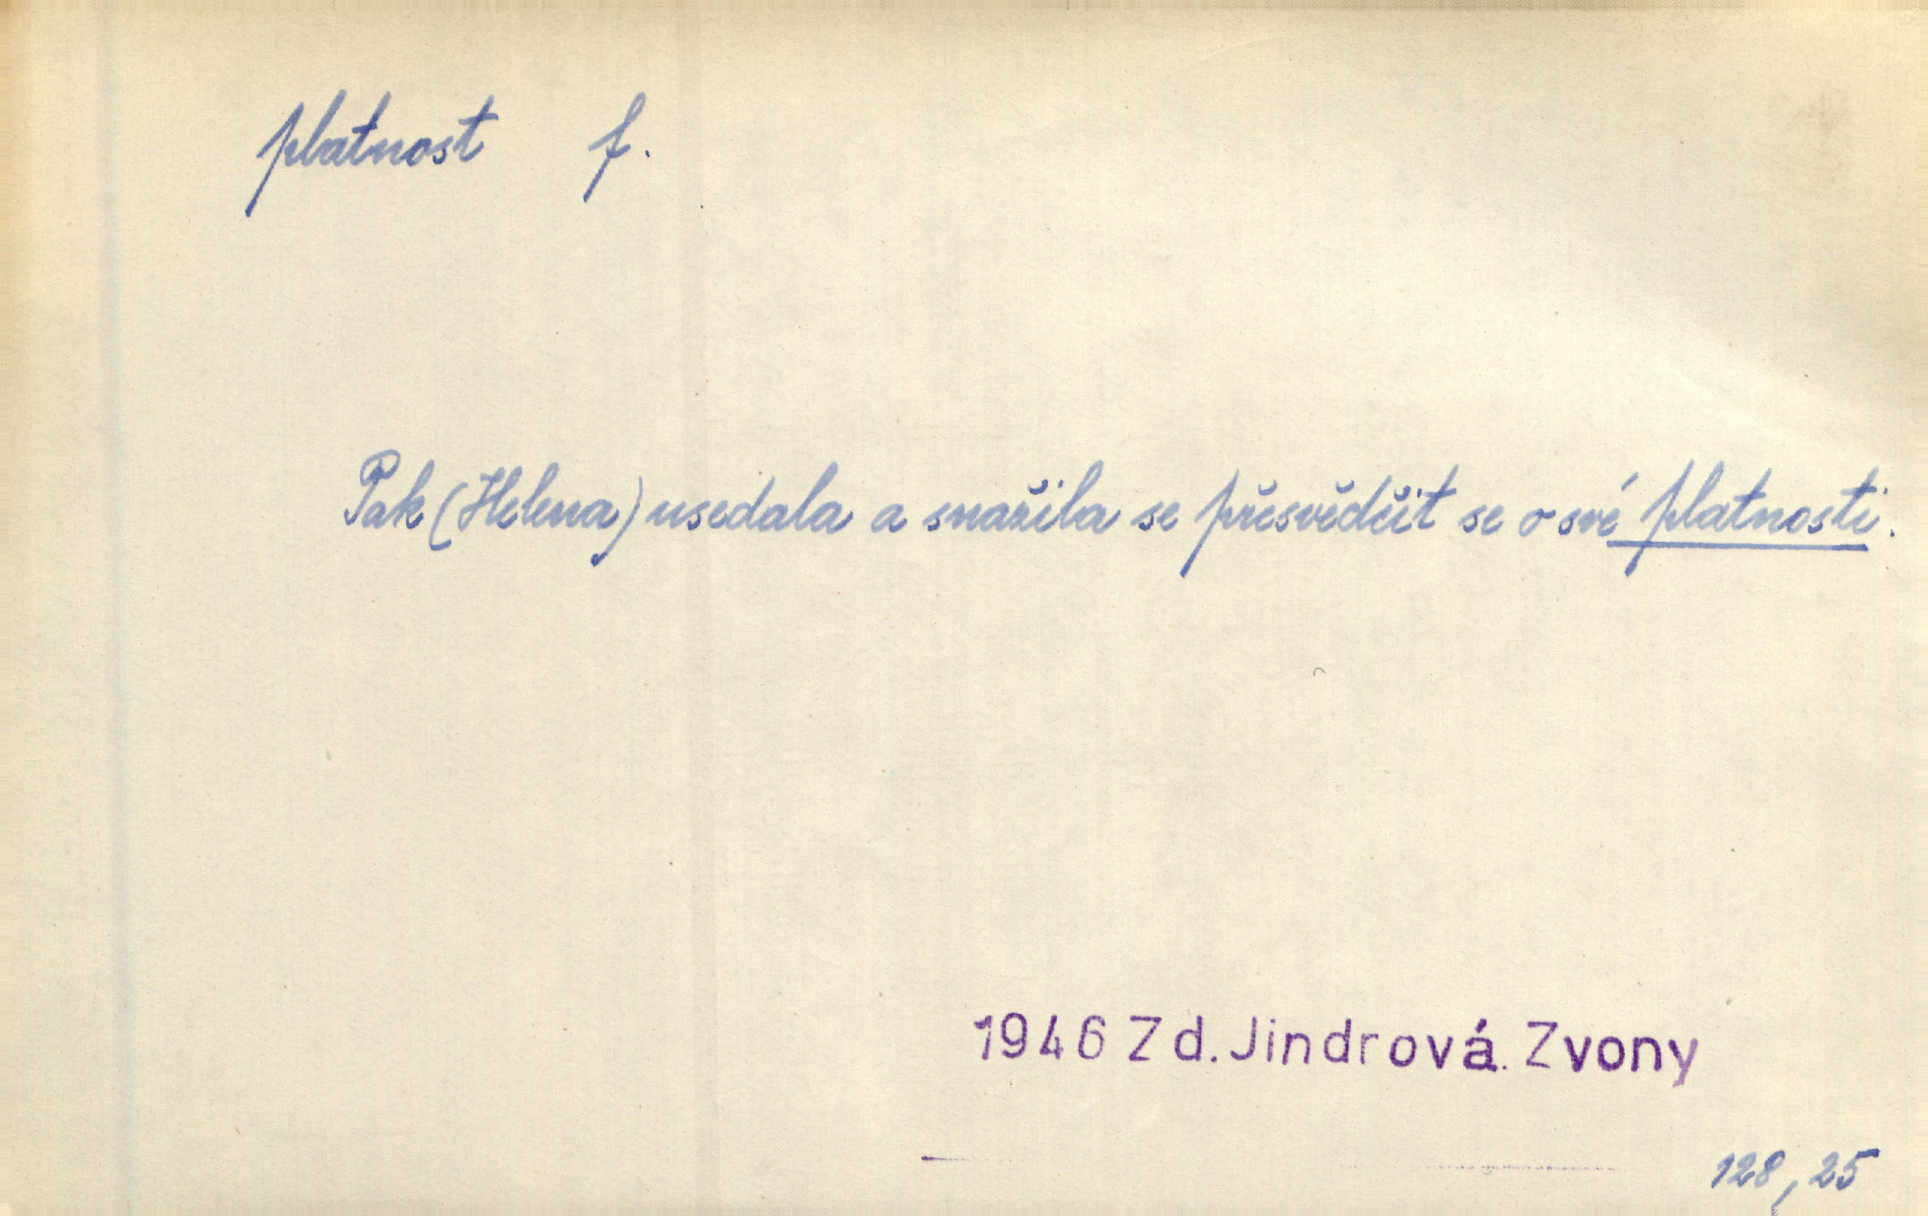 platnost f.
Pak (Helena) usedala a snažila se přesvědčit se o své platnosti.
1946 Zd. Jindrová. Zvony
128, 25